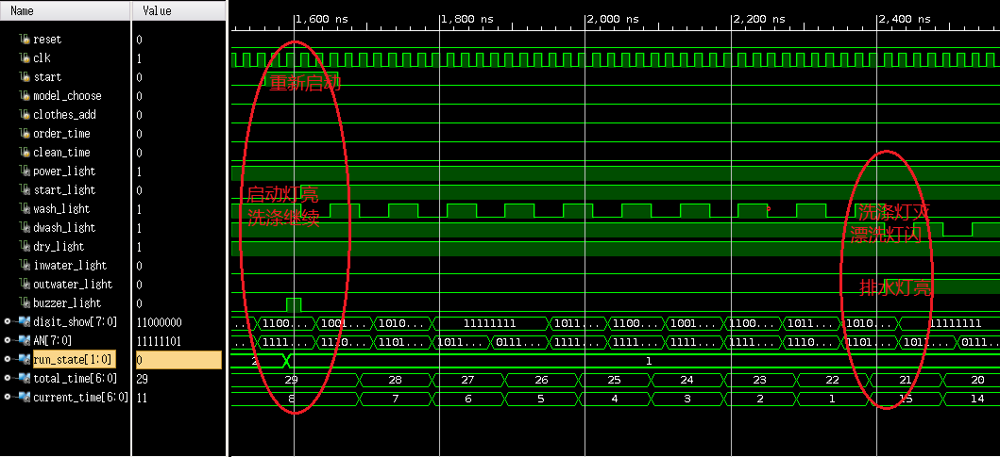 Name Value 1,600 ns 1,800 ns 2,000 ns 2,200 ns 2,400 ns
reset 0
clk 1
start 0
重新启动
model_choose 0
clothes_add 0
order_time 0
clean_time 0
power_light 1
start_light 0
启动灯亮
wash_light 1
洗涤继续 洗涤灯灭
dwash_light 1
漂洗灯闪
dry_light 1
inwater_light 0
outwater_light 0
排水灯亮
buzzer_light 0
digit_show[7:0] 11000000 ... 1100... 1001... 1010... 11111111 1011... 1100... 1001... 1100... 1011... 1010... 11111111
AN[7:0] 11111101 ... 1111... 1110... 1101... 1011... 0111... 1111... 1111... 1111... 1111... 1110... 1101... 101... 0111...
run_state[1:0] 0 2 1
total_time[6:0] 29 29 28 27 26 25 24 23 22 21 20
current_time[6:0] 11 8 7 6 5 4 3 2 1 15 14